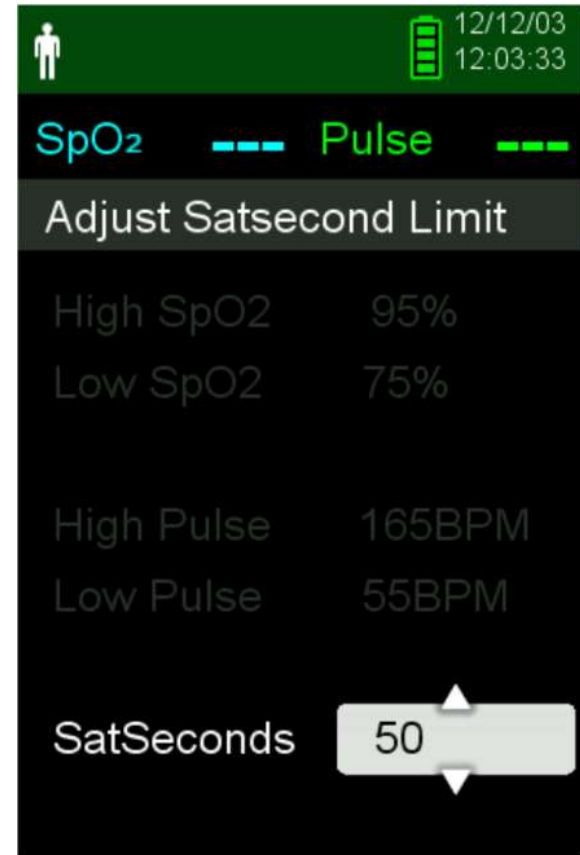 12/12/03
12:03:33
SpO₂ --- Pulse ---
Adjust Satsecond Limit
High SpO2 95%
Low SpO2 75%
High Pulse 165BPM
Low Pulse 55BPM
SatSeconds 50